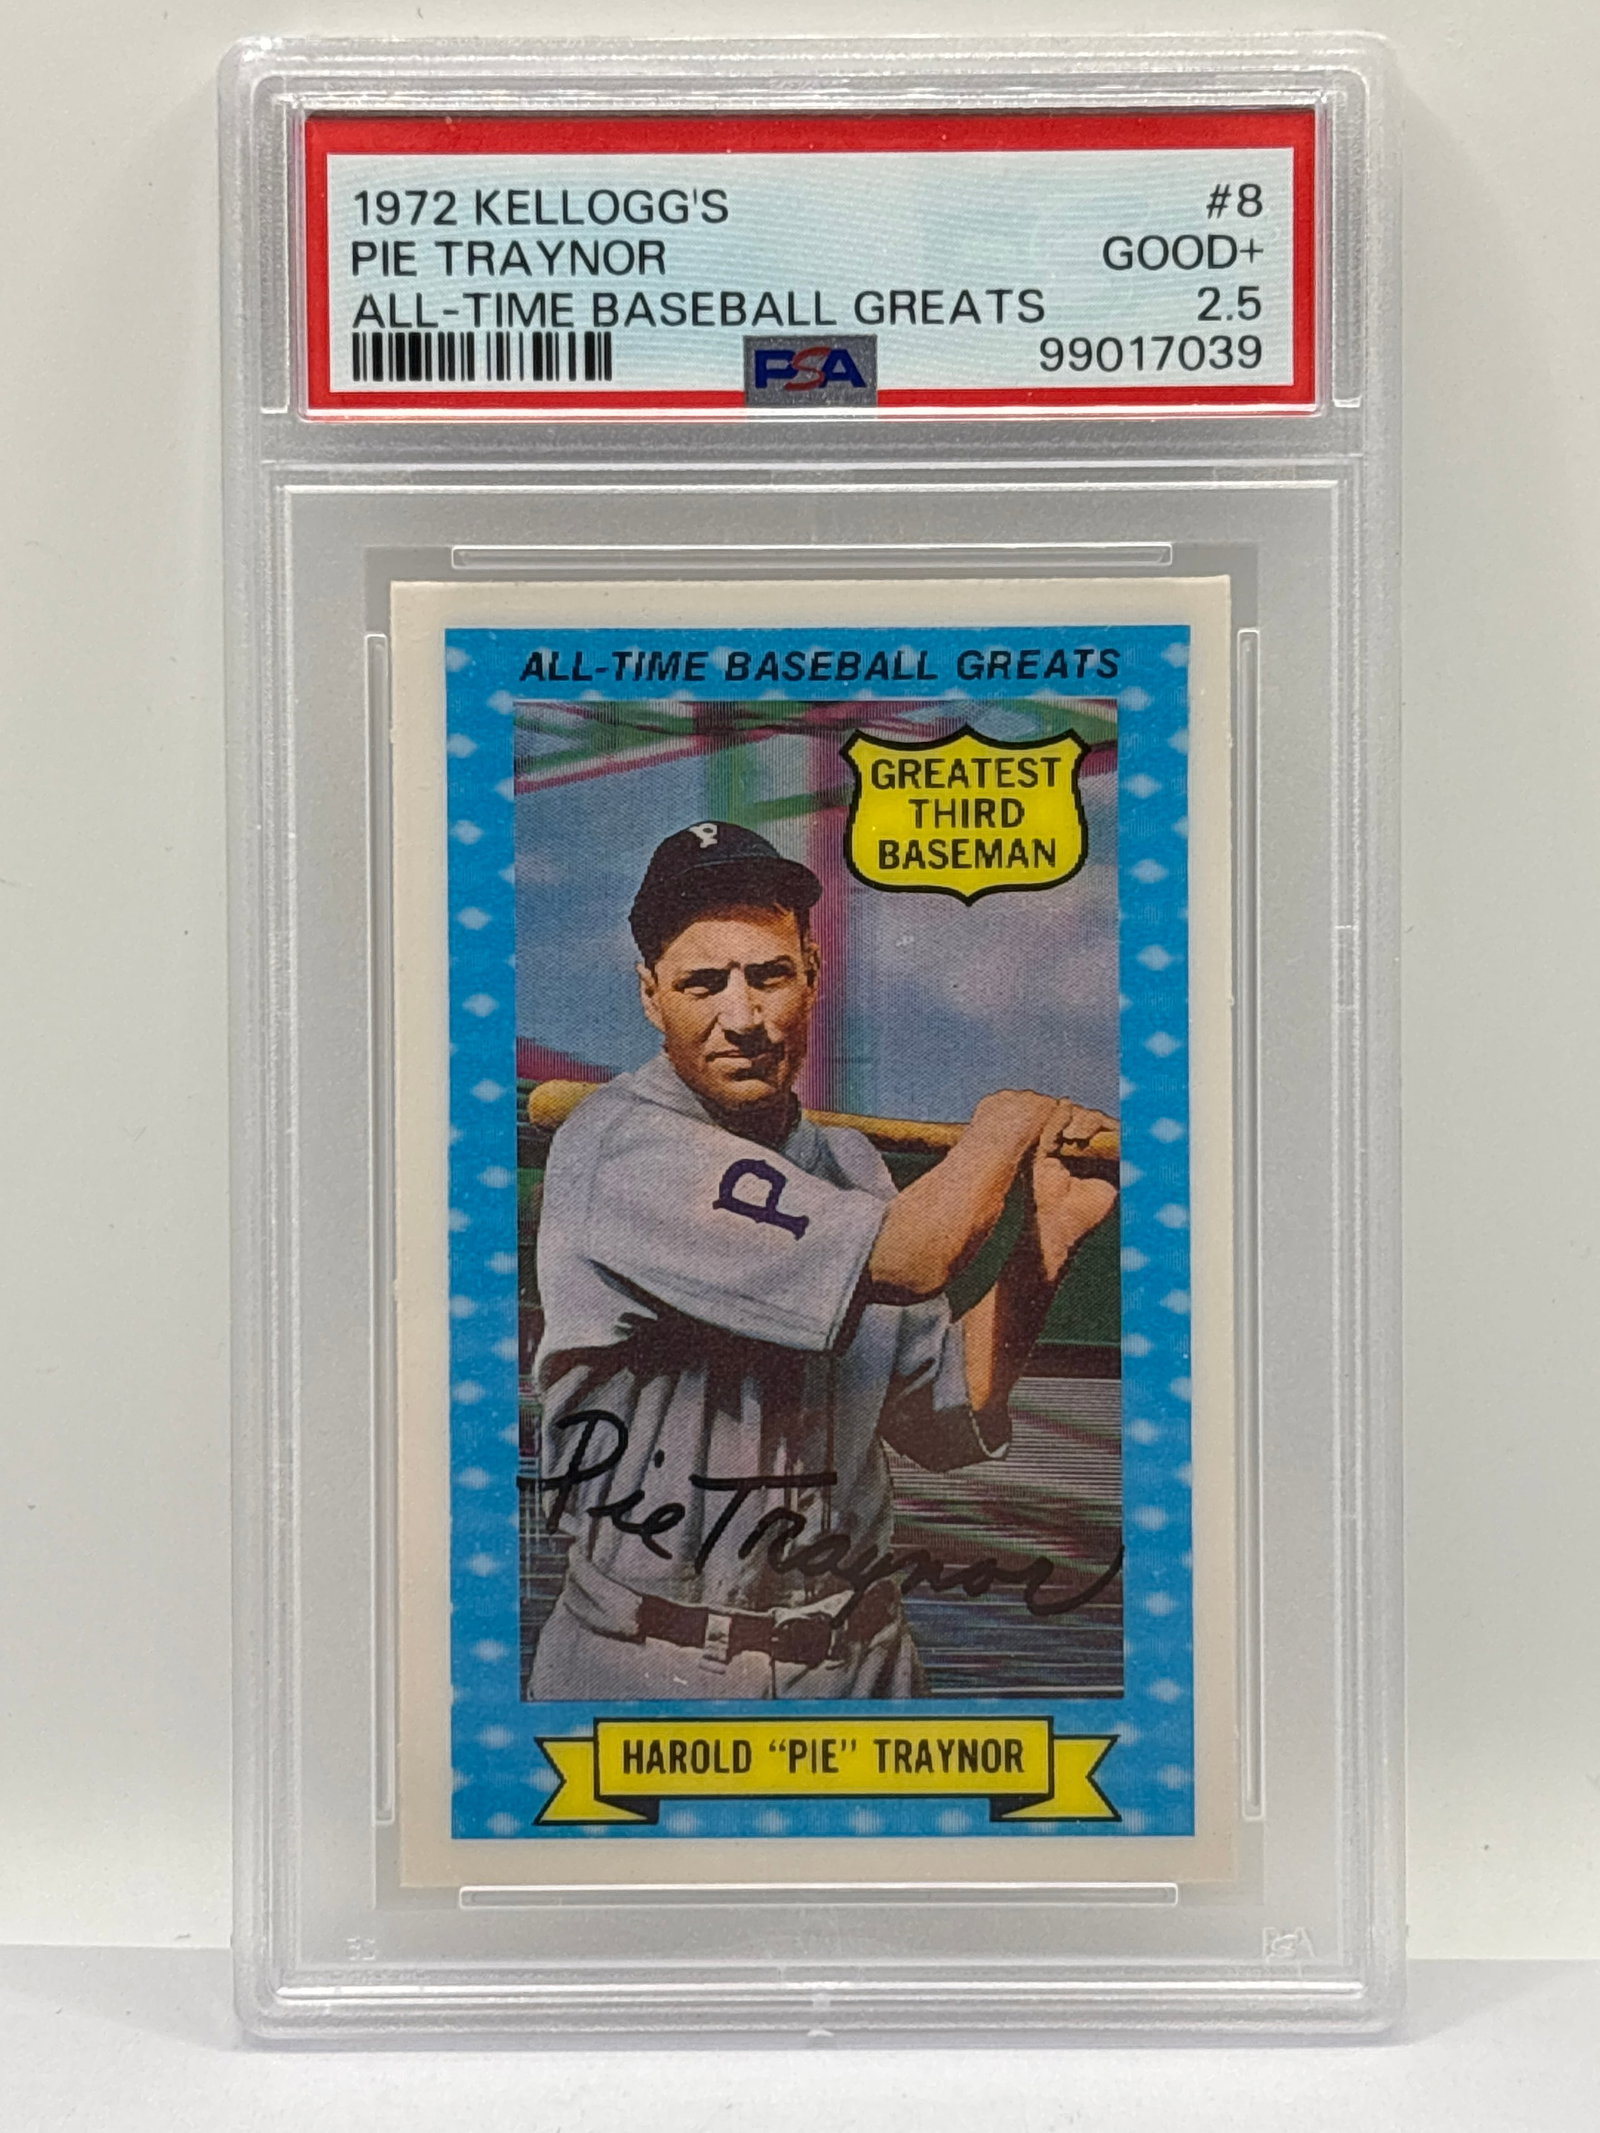 1972 KELLOGG'S #8
PIE TRAYNOR GOOD+
ALL-TIME BASEBALL GREATS 2.5
PSA 99017039
ALL-TIME BASEBALL GREATS
GREATEST
THIRD
BASEMAN
P
P
Pie Traynor
HAROLD “PIE” TRAYNOR
PSA